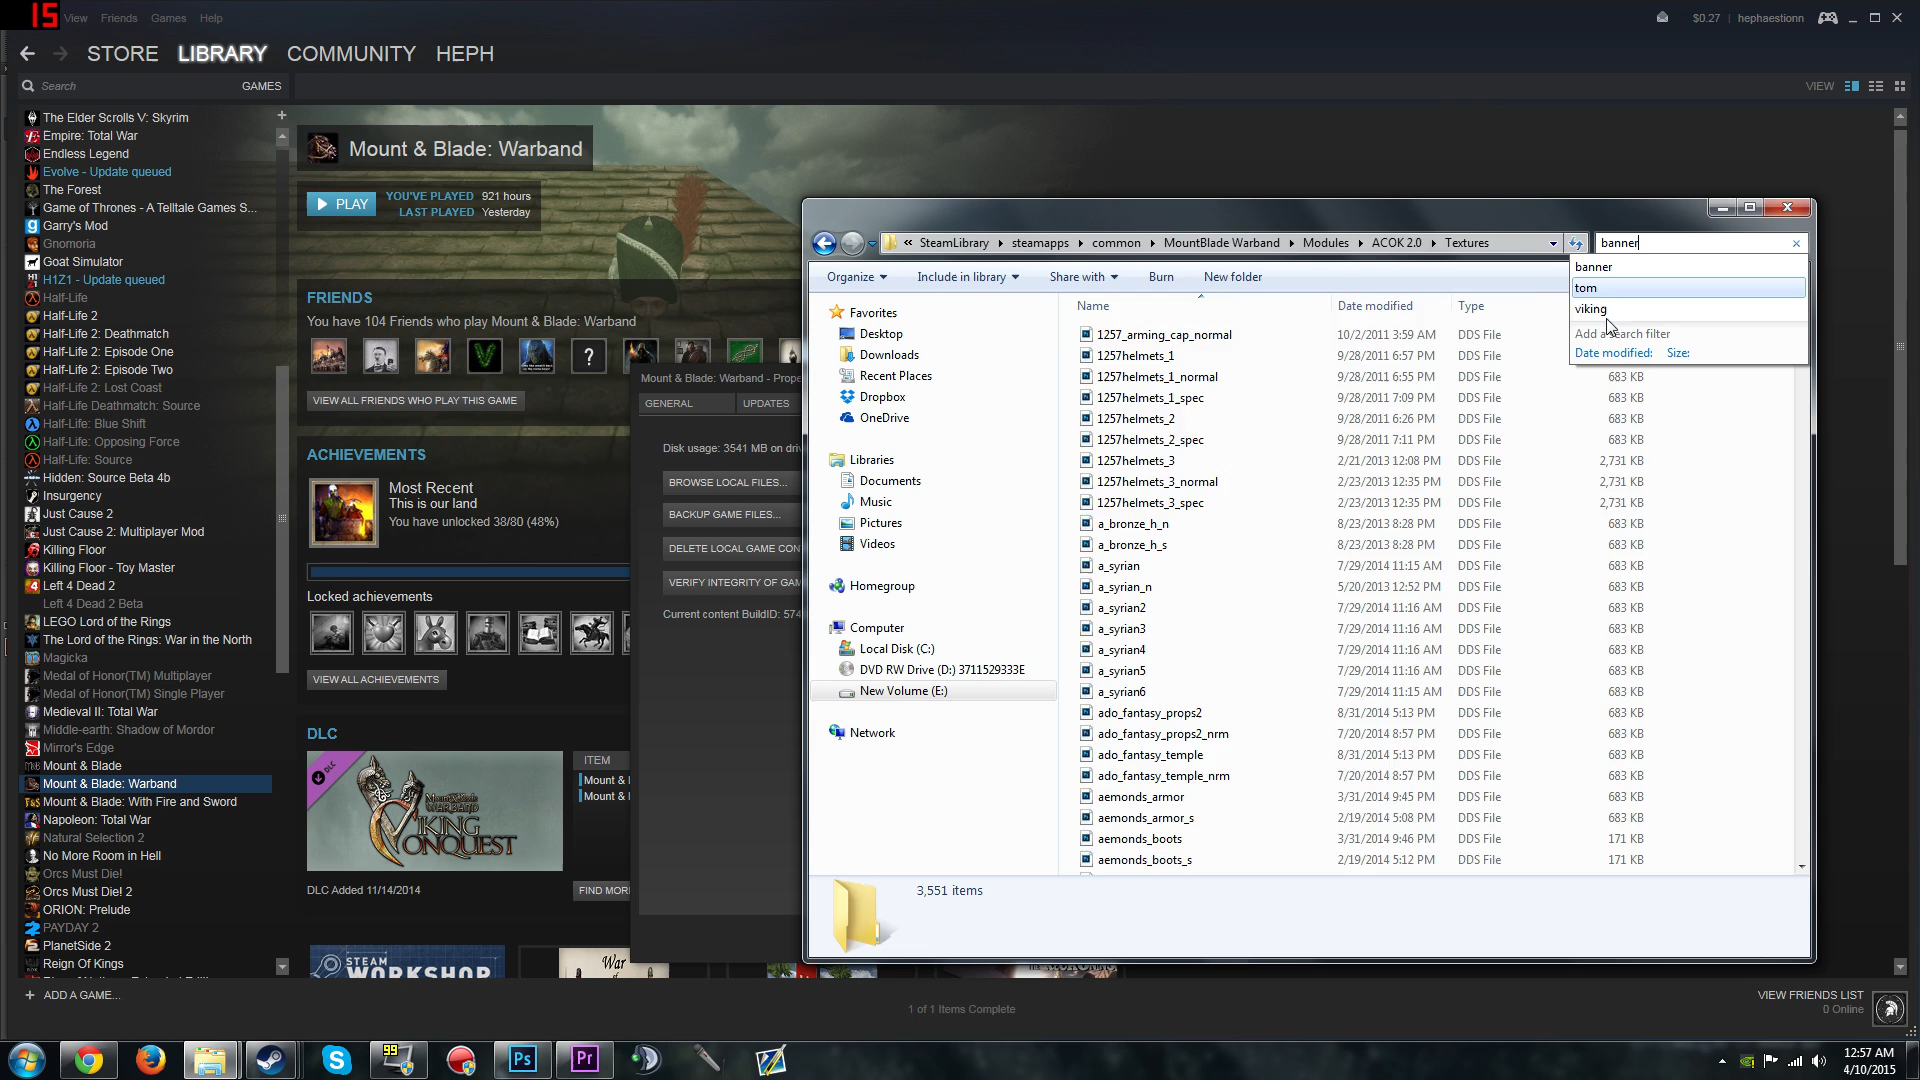 15
View Friends Games Help
$0.27 hephaestionn
STORE LIBRARY COMMUNITY HEPH
Search GAMES VIEW
The Elder Scrolls V: Skyrim
Empire: Total War
Endless Legend
Evolve - Update queued
The Forest
Game of Thrones - A Telltale Games S...
Garry's Mod
Gnomoria
Goat Simulator
H1Z1 - Update queued
Half-Life
Half-Life 2
Half-Life 2: Deathmatch
Half-Life 2: Episode One
Half-Life 2: Episode Two
Half-Life 2: Lost Coast
Half-Life Deathmatch: Source
Half-Life: Blue Shift
Half-Life: Opposing Force
Half-Life: Source
Hidden: Source Beta 4b
Insurgency
Just Cause 2
Just Cause 2: Multiplayer Mod
Killing Floor
Killing Floor - Toy Master
Left 4 Dead 2
Left 4 Dead 2 Beta
LEGO Lord of the Rings
The Lord of the Rings: War in the North
Magicka
Medal of Honor(TM) Multiplayer
Medal of Honor(TM) Single Player
Medieval II: Total War
Middle-earth: Shadow of Mordor
Mirror's Edge
Mount & Blade
Mount & Blade: Warband
Mount & Blade: With Fire and Sword
Napoleon: Total War
Natural Selection 2
No More Room in Hell
Orcs Must Die!
Orcs Must Die! 2
ORION: Prelude
PAYDAY 2
PlanetSide 2
Reign Of Kings
ADD A GAME...
Mount & Blade: Warband
PLAY
YOU'VE PLAYED 921 hours
LAST PLAYED Yesterday
FRIENDS
You have 104 Friends who play Mount & Blade: Warband
?
VIEW ALL FRIENDS WHO PLAY THIS GAME
ACHIEVEMENTS
Most Recent
This is our land
You have unlocked 38/80 (48%)
Locked achievements
VIEW ALL ACHIEVEMENTS
DLC
DLC
MOUNT&BLADE
WARBAND
VIKING
CONQUEST
ITEM
Mount &
Mount &
DLC Added 11/14/2014
FIND MOR
STEAM
WORKSHOP
War
of
1 of 1 Items Complete
VIEW FRIENDS LIST
0 Online
Mount & Blade: Warband - Prope
GENERAL UPDATES
Disk usage: 3541 MB on driv
BROWSE LOCAL FILES...
BACKUP GAME FILES...
DELETE LOCAL GAME CON
VERIFY INTEGRITY OF GAM
Current content BuildID: 574
« SteamLibrary steamapps common MountBlade Warband Modules ACOK 2.0 Textures
banner
Organize Include in library Share with Burn New folder
banner
tom
viking
Add a search filter
Date modified: Size:
Favorites
Desktop
Downloads
Recent Places
Dropbox
OneDrive
Libraries
Documents
Music
Pictures
Videos
Homegroup
Computer
Local Disk (C:)
DVD RW Drive (D:) 3711529333E
New Volume (E:)
Network
Name Date modified Type
1257_arming_cap_normal 10/2/2011 3:59 AM DDS File
1257helmets_1 9/28/2011 6:57 PM DDS File
1257helmets_1_normal 9/28/2011 6:55 PM DDS File 683 KB
1257helmets_1_spec 9/28/2011 7:09 PM DDS File 683 KB
1257helmets_2 9/28/2011 6:26 PM DDS File 683 KB
1257helmets_2_spec 9/28/2011 7:11 PM DDS File 683 KB
1257helmets_3 2/21/2013 12:08 PM DDS File 2,731 KB
1257helmets_3_normal 2/23/2013 12:35 PM DDS File 2,731 KB
1257helmets_3_spec 2/23/2013 12:35 PM DDS File 2,731 KB
a_bronze_h_n 8/23/2013 8:28 PM DDS File 683 KB
a_bronze_h_s 8/23/2013 8:28 PM DDS File 683 KB
a_syrian 7/29/2014 11:15 AM DDS File 683 KB
a_syrian_n 5/20/2013 12:52 PM DDS File 683 KB
a_syrian2 7/29/2014 11:16 AM DDS File 683 KB
a_syrian3 7/29/2014 11:16 AM DDS File 683 KB
a_syrian4 7/29/2014 11:16 AM DDS File 683 KB
a_syrian5 7/29/2014 11:16 AM DDS File 683 KB
a_syrian6 7/29/2014 11:15 AM DDS File 683 KB
ado_fantasy_props2 8/31/2014 5:13 PM DDS File 683 KB
ado_fantasy_props2_nrm 7/20/2014 8:57 PM DDS File 683 KB
ado_fantasy_temple 8/31/2014 5:13 PM DDS File 683 KB
ado_fantasy_temple_nrm 7/20/2014 8:57 PM DDS File 683 KB
aemonds_armor 3/31/2014 9:45 PM DDS File 683 KB
aemonds_armor_s 2/19/2014 5:08 PM DDS File 683 KB
aemonds_boots 3/31/2014 9:46 PM DDS File 171 KB
aemonds_boots_s 2/19/2014 5:12 PM DDS File 171 KB
3,551 items
99 Ps Pr
12:57 AM
4/10/2015